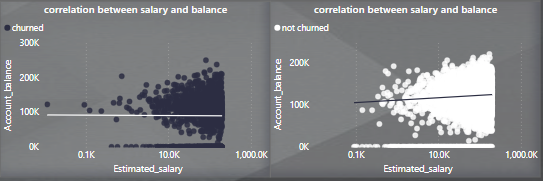 correlation between salary and balance
churned
300K
200K
100K
0K
Account_balance
0.1K
10.0K
1,000.0K
Estimated_salary
correlation between salary and balance
not churned
200K
100K
0K
Account_balance
0.1K
10.0K
1,000.0K
Estimated_salary